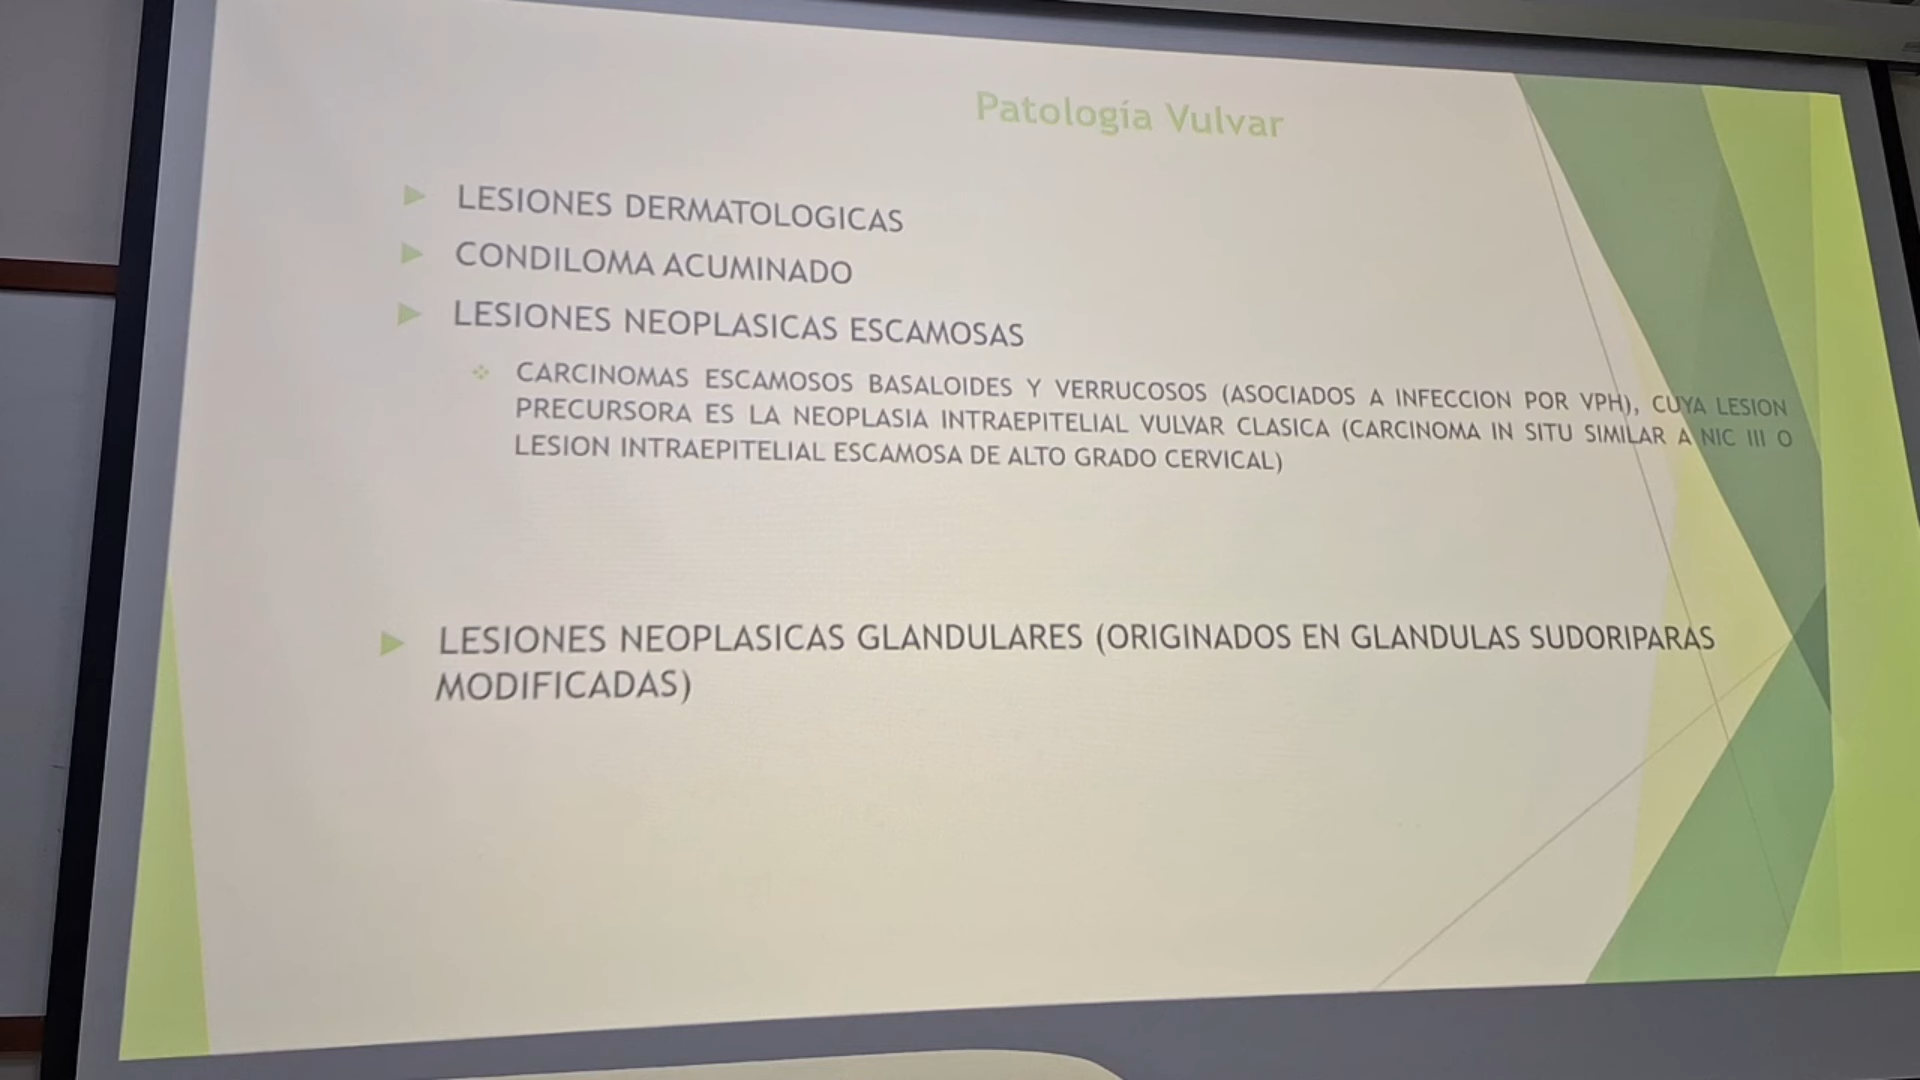 Patología Vulvar
LESIONES DERMATOLOGICAS
CONDILOMA ACUMINADO
LESIONES NEOPLASICAS ESCAMOSAS
CARCINOMAS ESCAMOSOS BASALOIDES Y VERRUCOSOS (ASOCIADOS A INFECCION POR VPH), CUYA LESION
PRECURSORA ES LA NEOPLASIA INTRAEPITELIAL VULVAR CLASICA (CARCINOMA IN SITU SIMILAR A NIC III O
LESION INTRAEPITELIAL ESCAMOSA DE ALTO GRADO CERVICAL)
LESIONES NEOPLASICAS GLANDULARES (ORIGINADOS EN GLANDULAS SUDORIPARAS
MODIFICADAS)